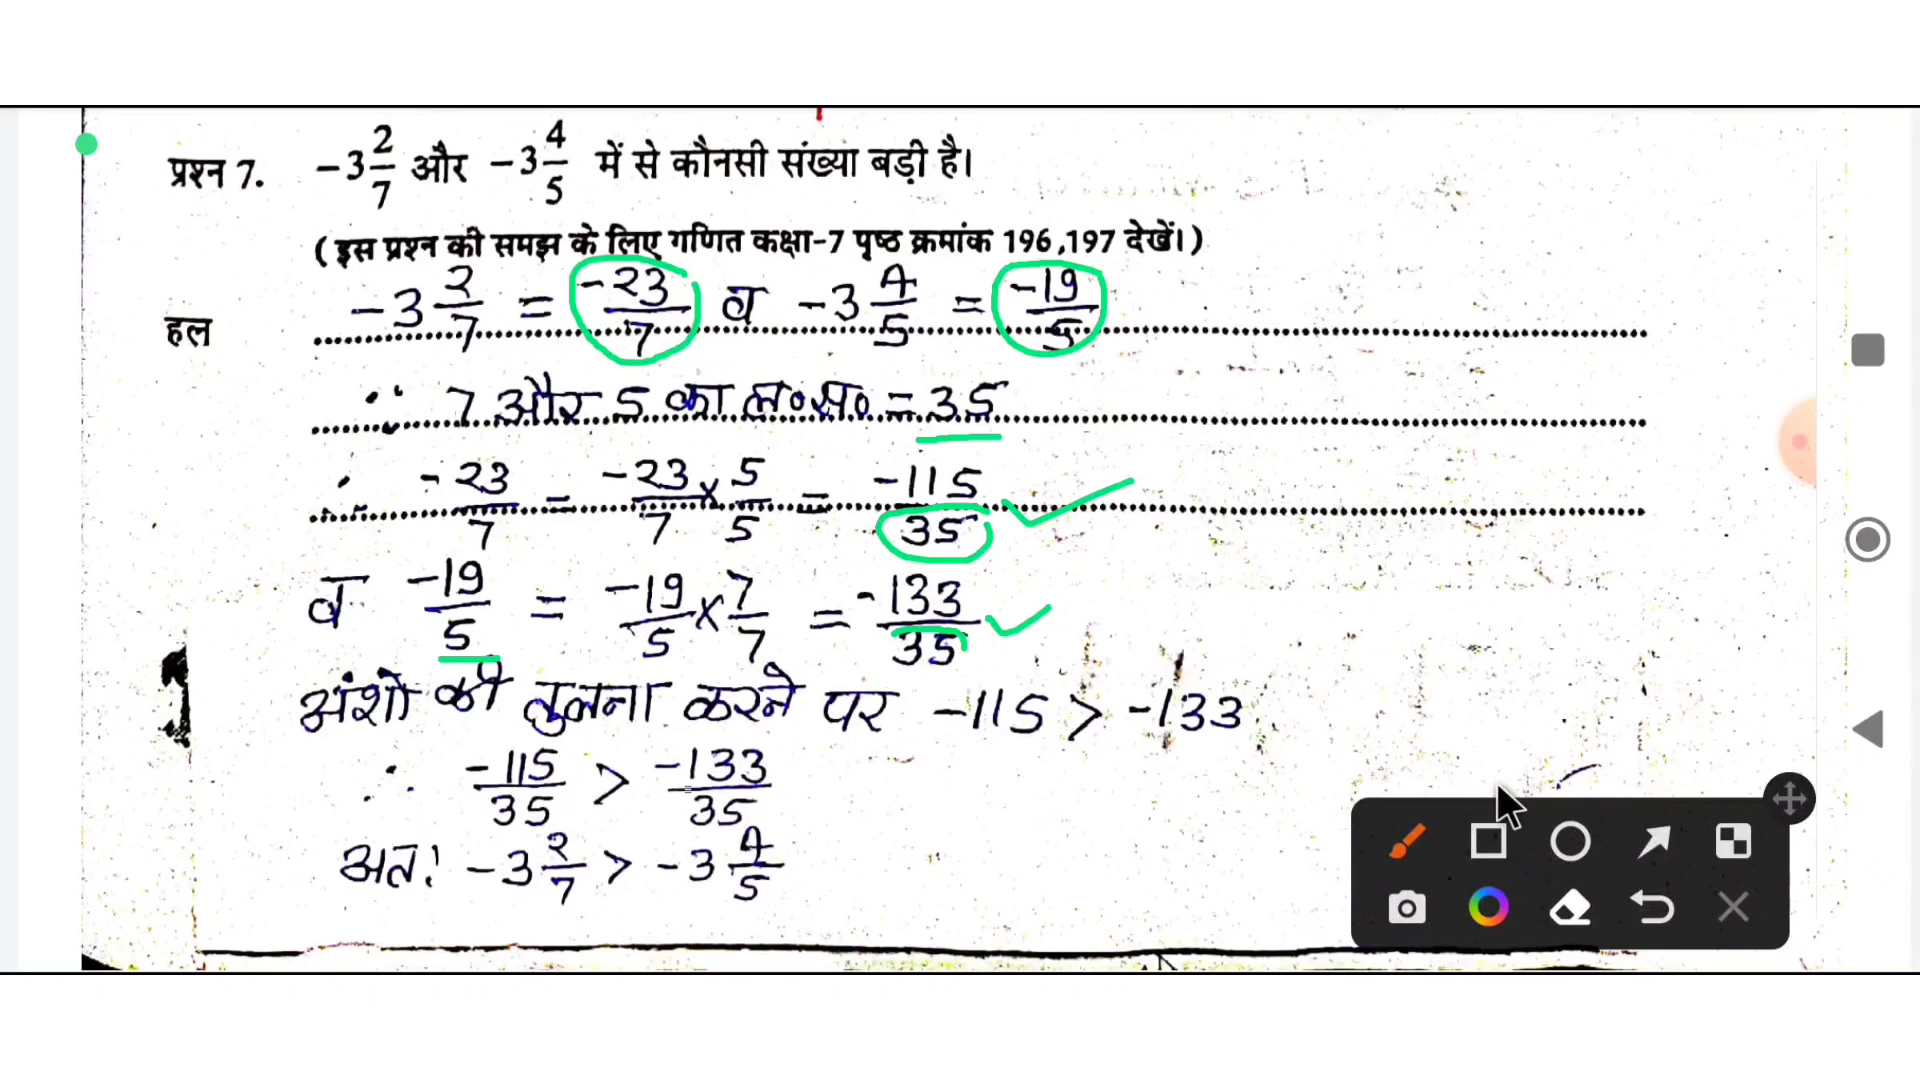 प्रश्न 7. -3 2/7 और -3 4/5 में से कौनसी संख्या बड़ी है।
(इस प्रश्न की समझ के लिए गणित कक्षा-7 पृष्ठ क्रमांक 196,197 देखें।)
हल -3 2/7 = -23/7 व -3 4/5 = -19/5
∵ 7 और 5 का ल०स० = 35
∴ -23/7 = -23/7 × 5/5 = -115/35
व -19/5 = -19/5 × 7/7 = -133/35
अंशो की तुलना करने पर -115 > -133
∴ -115/35 > -133/35
अतः -3 2/7 > -3 4/5